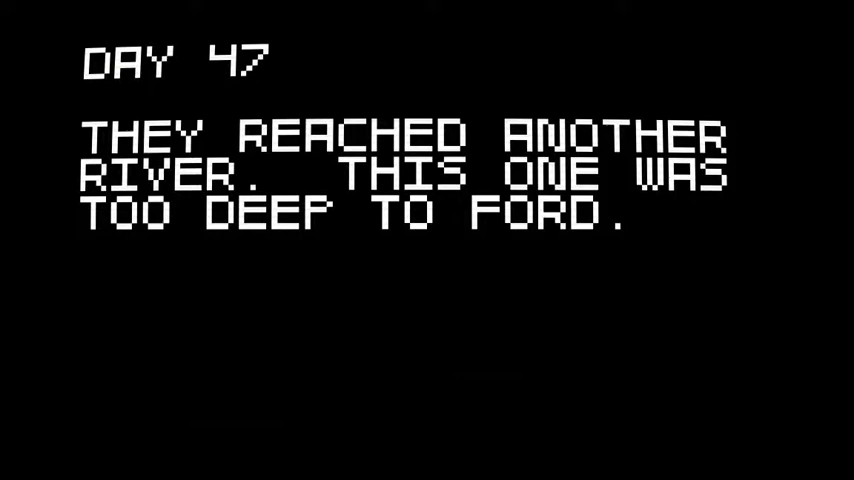 DAY 47
THEY REACHED ANOTHER
RIVER.  THIS ONE WAS
TOO DEEP TO FORD.